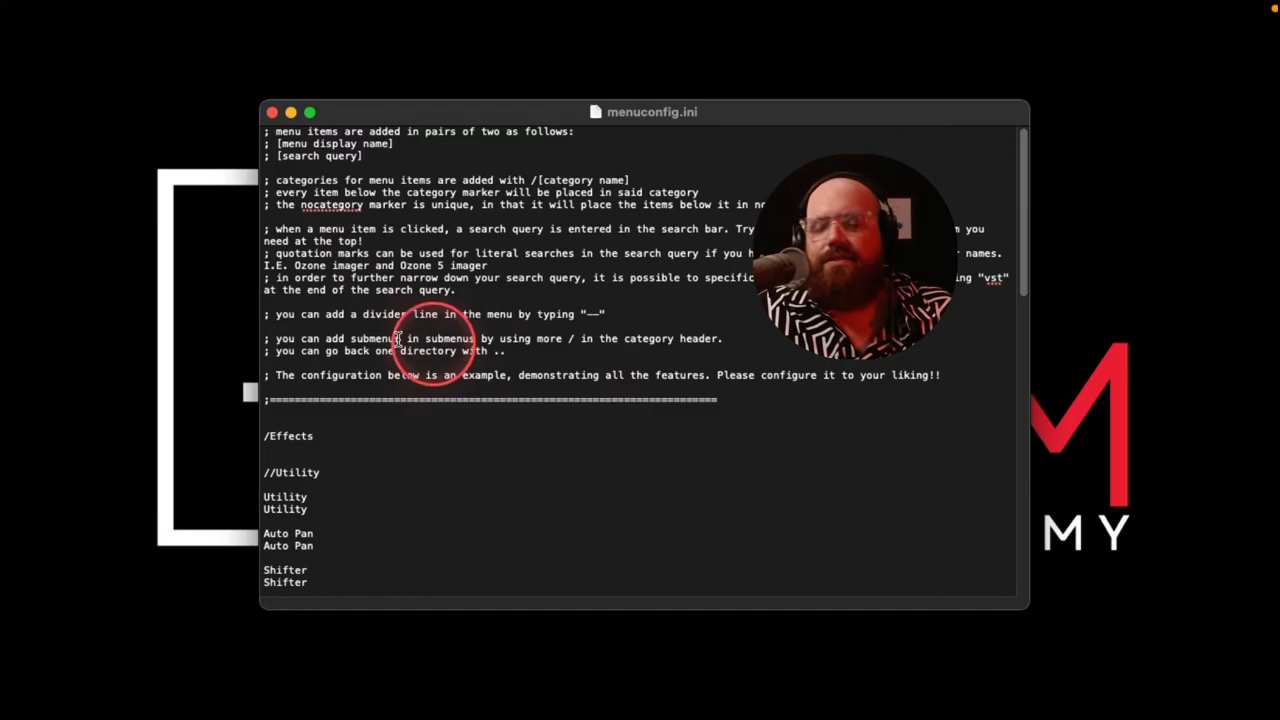 menuconfig.ini
; menu items are added in pairs of two as follows:
; [menu display name]
; [search query]
; categories for menu items are added with /[category name]
; every item below the category marker will be placed in said category
; the nocategory marker is unique, in that it will place the items below it in
; when a menu item is clicked, a search query is entered in the search bar. Try
need at the top!
; quotation marks can be used for literal searches in the search query if you names.
I.E. Ozone imager and Ozone 5 imager
; in order to further narrow down your search query, it is possible to "vst"
at the end of the search query.
; you can add a divider line in the menu by typing "——"
; you can add submenus in submenus by using more / in the category header.
; you can go back one directory with ..
; The configuration below is an example, demonstrating all the features. Please configure it to your liking!!
;=========================================================================
/Effects
//Utility
Utility
Utility
Auto Pan
Auto Pan
Shifter
Shifter
M
MY